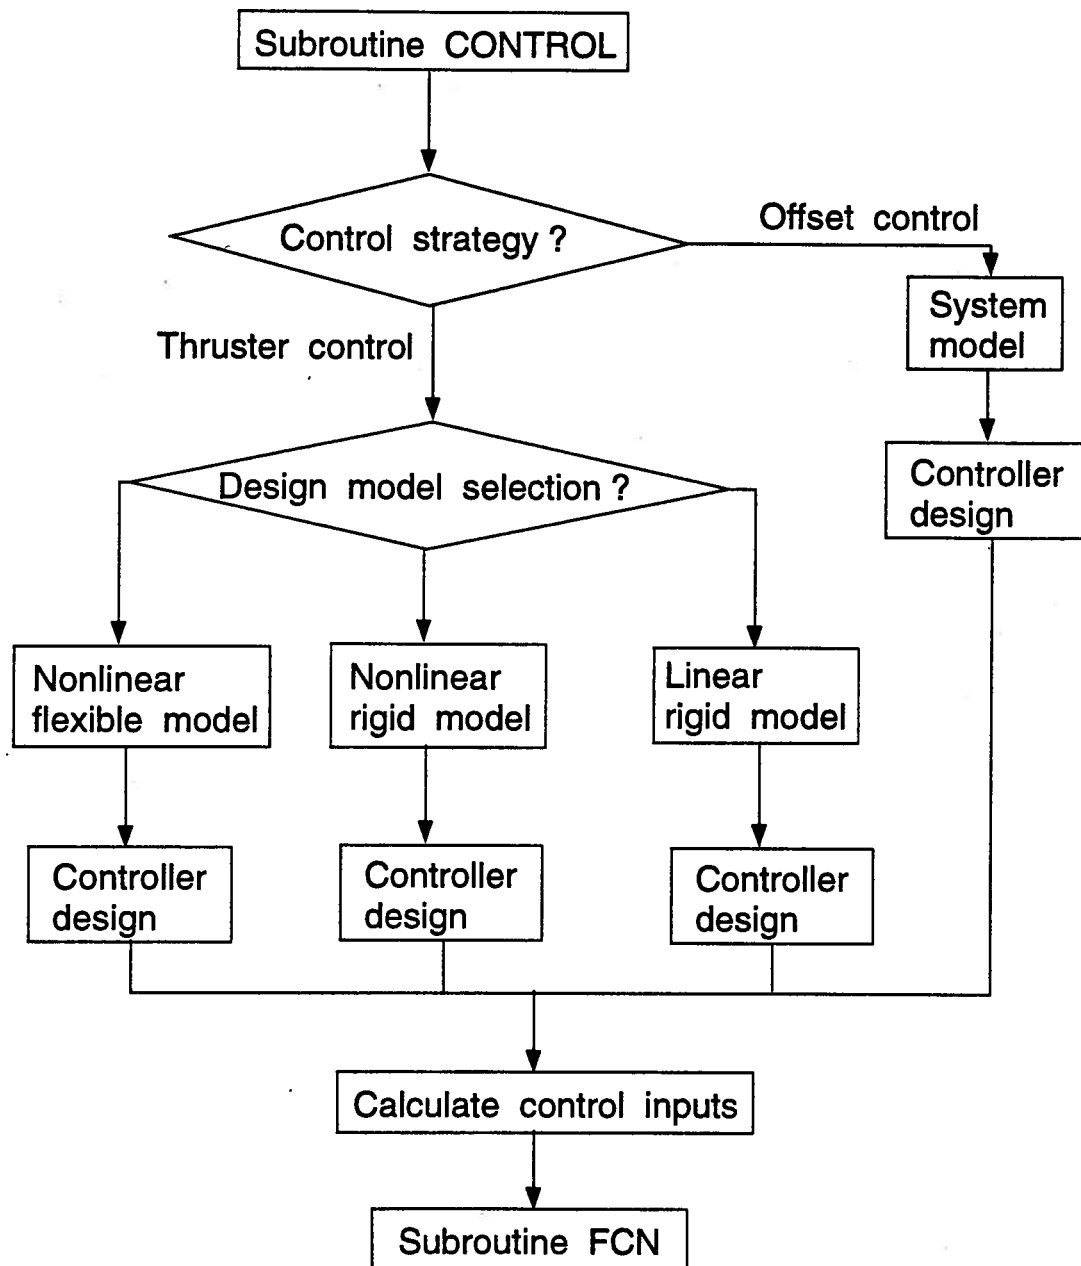 Subroutine CONTROL
Control strategy ?
Offset control
System
model
Thruster control
Controller
design
Design model selection ?
Nonlinear
flexible model
Nonlinear
rigid model
Linear
rigid model
Controller
design
Controller
design
Controller
design
Calculate control inputs
Subroutine FCN